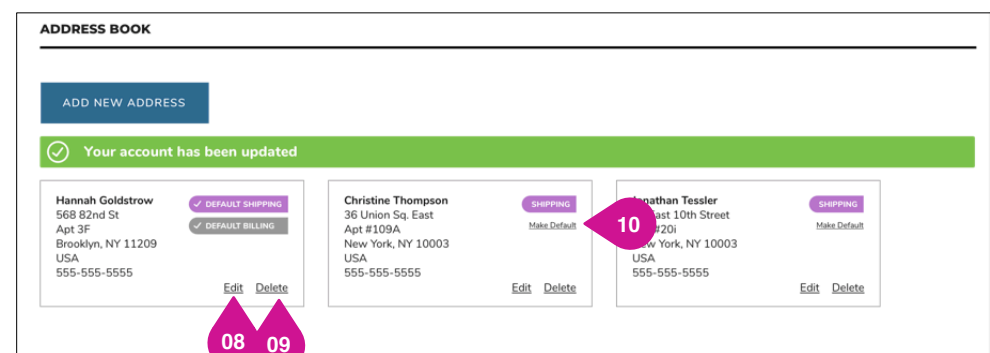 ADDRESS BOOK
ADD NEW ADDRESS
Your account has been updated
Hannah Goldstrow
568 82nd St
Apt 3F
Brooklyn, NY 11209
USA
555-555-5555
DEFAULT SHIPPING
DEFAULT BILLING
Edit Delete
Christine Thompson
36 Union Sq. East
Apt #109A
New York, NY 10003
USA
555-555-5555
SHIPPING
Make Default
Edit Delete
Tessler
10th Street
#20i
York, NY 10003
USA
555-555-5555
SHIPPING
Make Default
Edit Delete
10
08
09